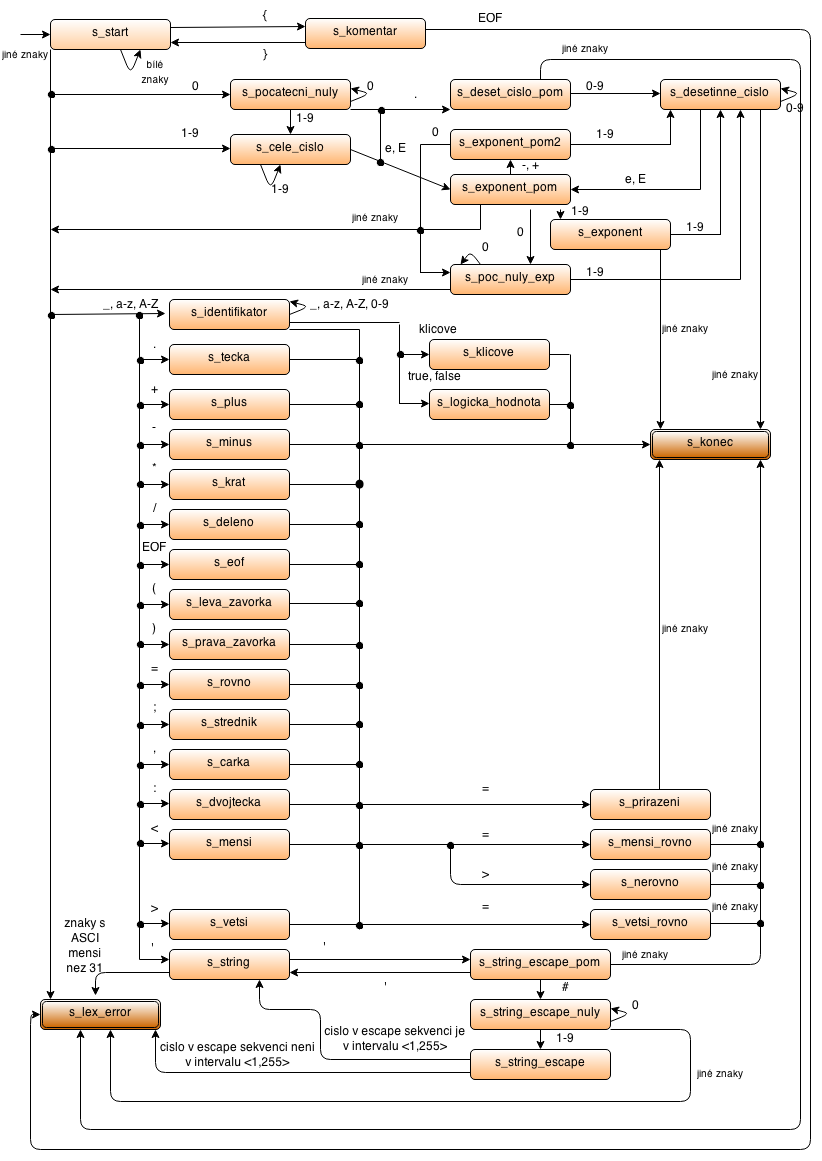 {
EOF
s_start
s_komentar
}
jiné znaky
bílé
znaky
jiné znaky
0
s_pocatecni_nuly
0
.
s_deset_cislo_pom
0-9
s_desetinne_cislo
0-9
1-9
1-9
s_cele_cislo
e, E
0
s_exponent_pom2
1-9
-, +
1-9
s_exponent_pom
e, E
1-9
jiné znaky
0
s_exponent
1-9
0
jiné znaky
s_poc_nuly_exp
1-9
_, a-z, A-Z
s_identifikator
_, a-z, A-Z, 0-9
klicove
jiné znaky
.
s_tecka
s_klicove
true, false
jiné znaky
+
s_plus
s_logicka_hodnota
-
s_minus
s_konec
*
s_krat
/
s_deleno
EOF
s_eof
(
s_leva_zavorka
)
s_prava_zavorka
jiné znaky
=
s_rovno
;
s_strednik
,
s_carka
:
s_dvojtecka
=
s_prirazeni
<
s_mensi
=
s_mensi_rovno
jiné znaky
>
s_nerovno
jiné znaky
>
s_vetsi
=
s_vetsi_rovno
jiné znaky
znaky s
ASCI
mensi
nez 31
'
s_string
'
'
s_string_escape_pom
jiné znaky
#
s_lex_error
s_string_escape_nuly
0
cislo v escape sekvenci je
v intervalu <1,255>
1-9
cislo v escape sekvenci neni
v intervalu <1,255>
s_string_escape
jiné znaky